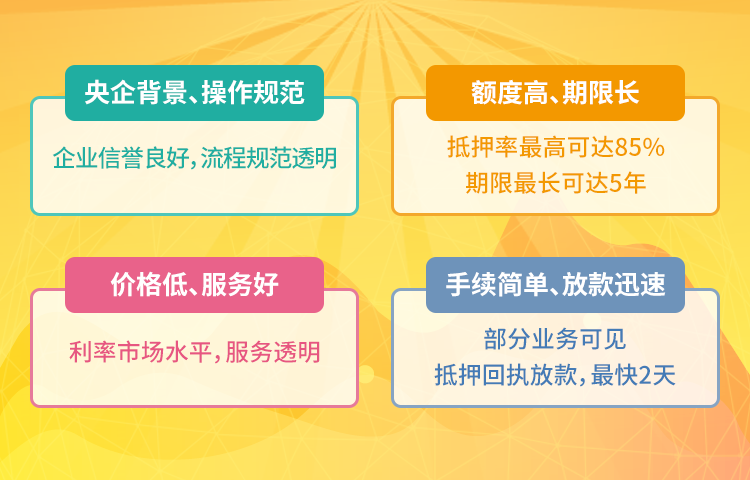 央企背景、操作规范
企业信誉良好，流程规范透明
额度高、期限长
抵押率最高可达85%
期限最长可达5年
价格低、服务好
利率市场水平，服务透明
手续简单、放款迅速
部分业务可见
抵押回执放款，最快2天